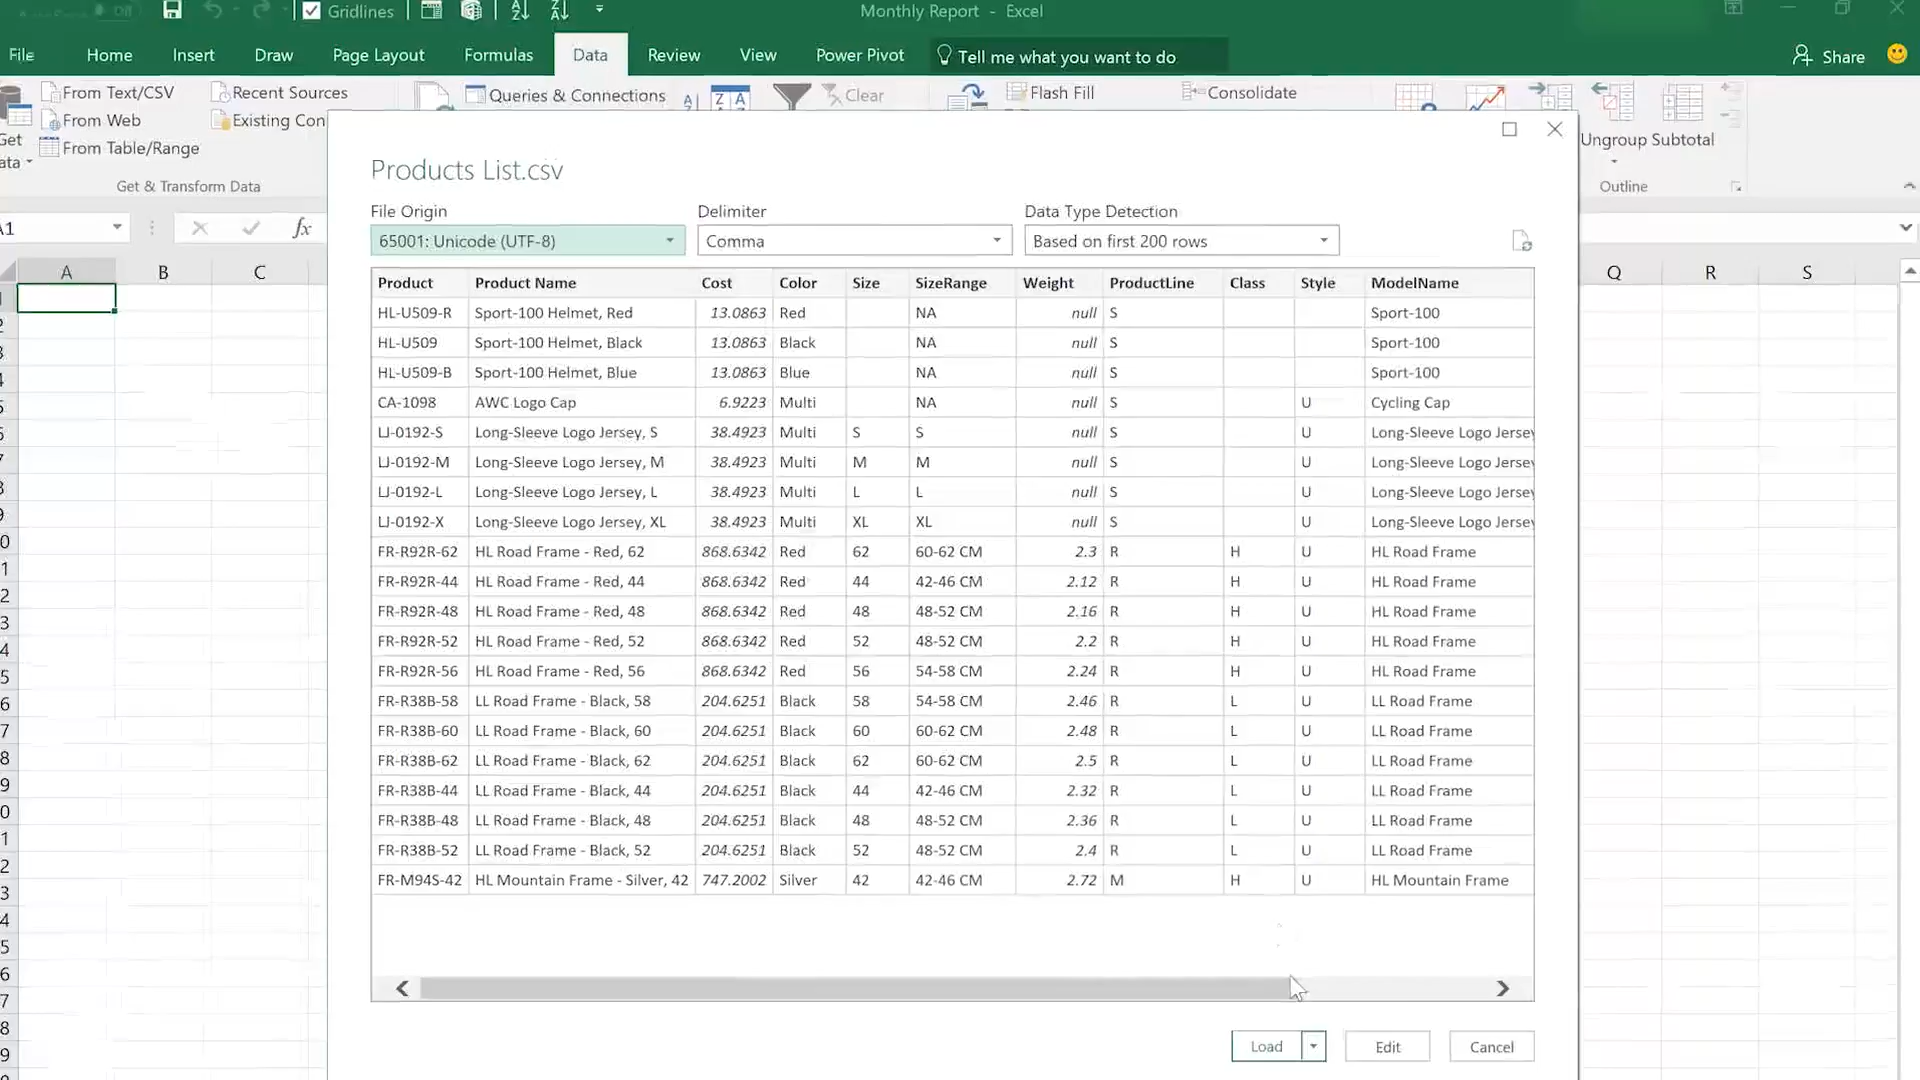 Off Gridlines Monthly Report - Excel
File Home Insert Draw Page Layout Formulas Data Review View Power Pivot Tell me what you want to do Share
From Text/CSV Recent Sources Queries & Connections Clear Flash Fill Consolidate
From Web Existing Con
From Table/Range Ungroup Subtotal
Get & Transform Data Outline
Products List.csv
File Origin Delimiter Data Type Detection
65001: Unicode (UTF-8) Comma Based on first 200 rows
fx
A B C Q R S
Product Product Name Cost Color Size SizeRange Weight ProductLine Class Style ModelName
HL-U509-R Sport-100 Helmet, Red 13.0863 Red NA null S Sport-100
HL-U509 Sport-100 Helmet, Black 13.0863 Black NA null S Sport-100
HL-U509-B Sport-100 Helmet, Blue 13.0863 Blue NA null S Sport-100
CA-1098 AWC Logo Cap 6.9223 Multi NA null S U Cycling Cap
LJ-0192-S Long-Sleeve Logo Jersey, S 38.4923 Multi S S null S U Long-Sleeve Logo Jersey
LJ-0192-M Long-Sleeve Logo Jersey, M 38.4923 Multi M M null S U Long-Sleeve Logo Jersey
LJ-0192-L Long-Sleeve Logo Jersey, L 38.4923 Multi L L null S U Long-Sleeve Logo Jersey
LJ-0192-X Long-Sleeve Logo Jersey, XL 38.4923 Multi XL XL null S U Long-Sleeve Logo Jersey
FR-R92R-62 HL Road Frame - Red, 62 868.6342 Red 62 60-62 CM 2.3 R H U HL Road Frame
FR-R92R-44 HL Road Frame - Red, 44 868.6342 Red 44 42-46 CM 2.12 R H U HL Road Frame
FR-R92R-48 HL Road Frame - Red, 48 868.6342 Red 48 48-52 CM 2.16 R H U HL Road Frame
FR-R92R-52 HL Road Frame - Red, 52 868.6342 Red 52 48-52 CM 2.2 R H U HL Road Frame
FR-R92R-56 HL Road Frame - Red, 56 868.6342 Red 56 54-58 CM 2.24 R H U HL Road Frame
FR-R38B-58 LL Road Frame - Black, 58 204.6251 Black 58 54-58 CM 2.46 R L U LL Road Frame
FR-R38B-60 LL Road Frame - Black, 60 204.6251 Black 60 60-62 CM 2.48 R L U LL Road Frame
FR-R38B-62 LL Road Frame - Black, 62 204.6251 Black 62 60-62 CM 2.5 R L U LL Road Frame
FR-R38B-44 LL Road Frame - Black, 44 204.6251 Black 44 42-46 CM 2.32 R L U LL Road Frame
FR-R38B-48 LL Road Frame - Black, 48 204.6251 Black 48 48-52 CM 2.36 R L U LL Road Frame
FR-R38B-52 LL Road Frame - Black, 52 204.6251 Black 52 48-52 CM 2.4 R L U LL Road Frame
FR-M94S-42 HL Mountain Frame - Silver, 42 747.2002 Silver 42 42-46 CM 2.72 M H U HL Mountain Frame
Load Edit Cancel